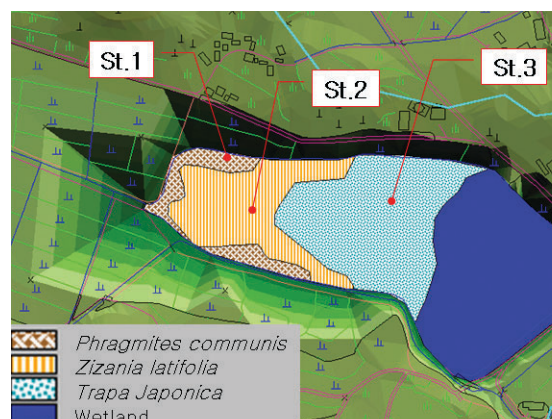 St.1
St.2
St.3
Phragmites communis
Zizania latifolia
Trapa Japonica
Wetland